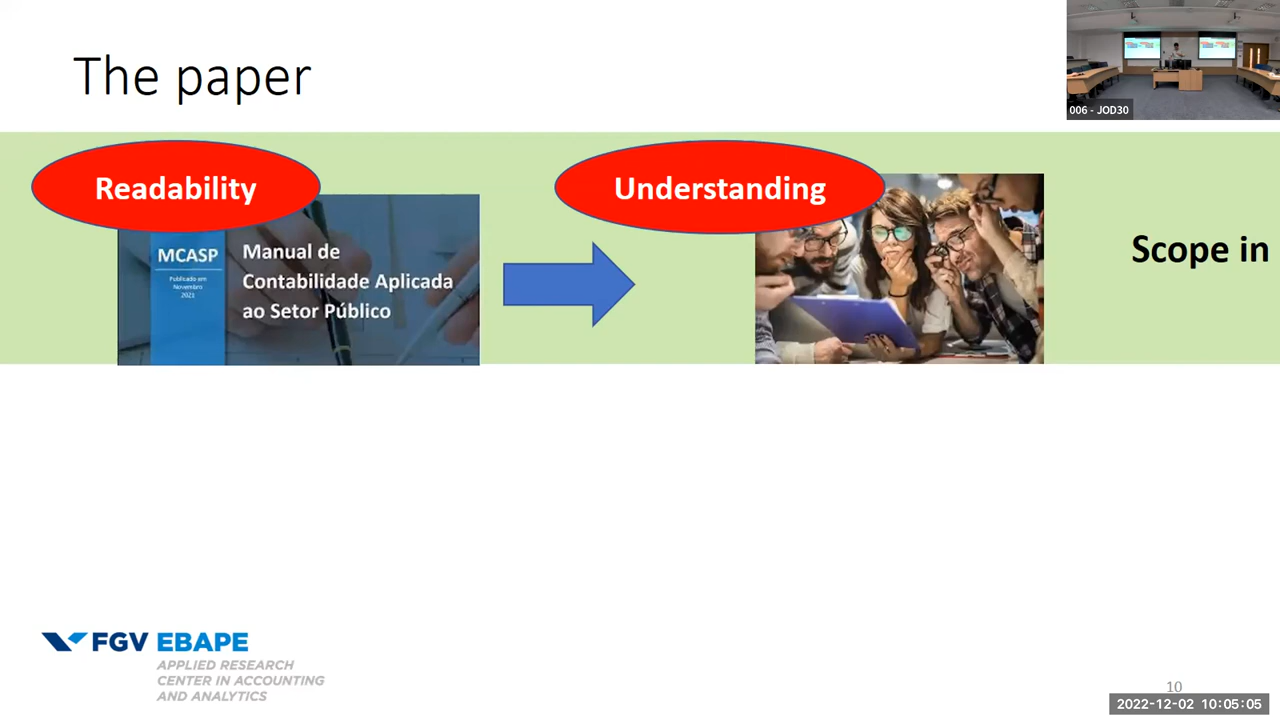 The paper
006 - JOD30
Readability
Understanding
MCASP
Publicado em
Novembro
2021
Manual de
Contabilidade Aplicada
ao Setor Público
Scope in
FGV EBAPE
APPLIED RESEARCH
CENTER IN ACCOUNTING
AND ANALYTICS
10
2022-12-02 10:05:05